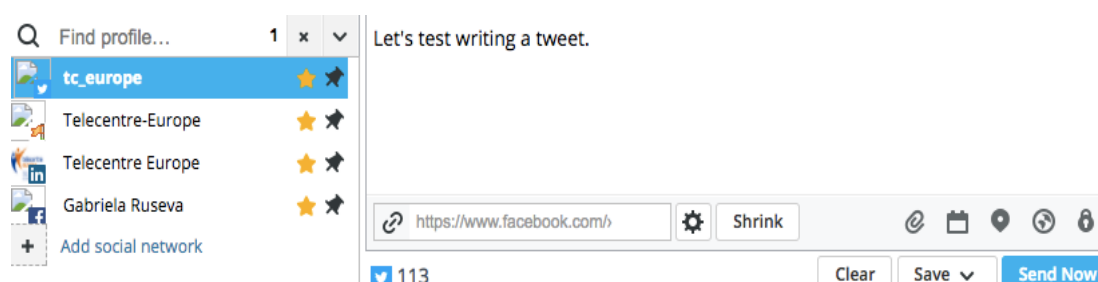 Find profile... 1 x
tc_europe
Telecentre-Europe
Telecentre Europe
Gabriela Ruseva
+ Add social network
Let's test writing a tweet.
https://www.facebook.com/ Shrink
113 Clear Save Send Now